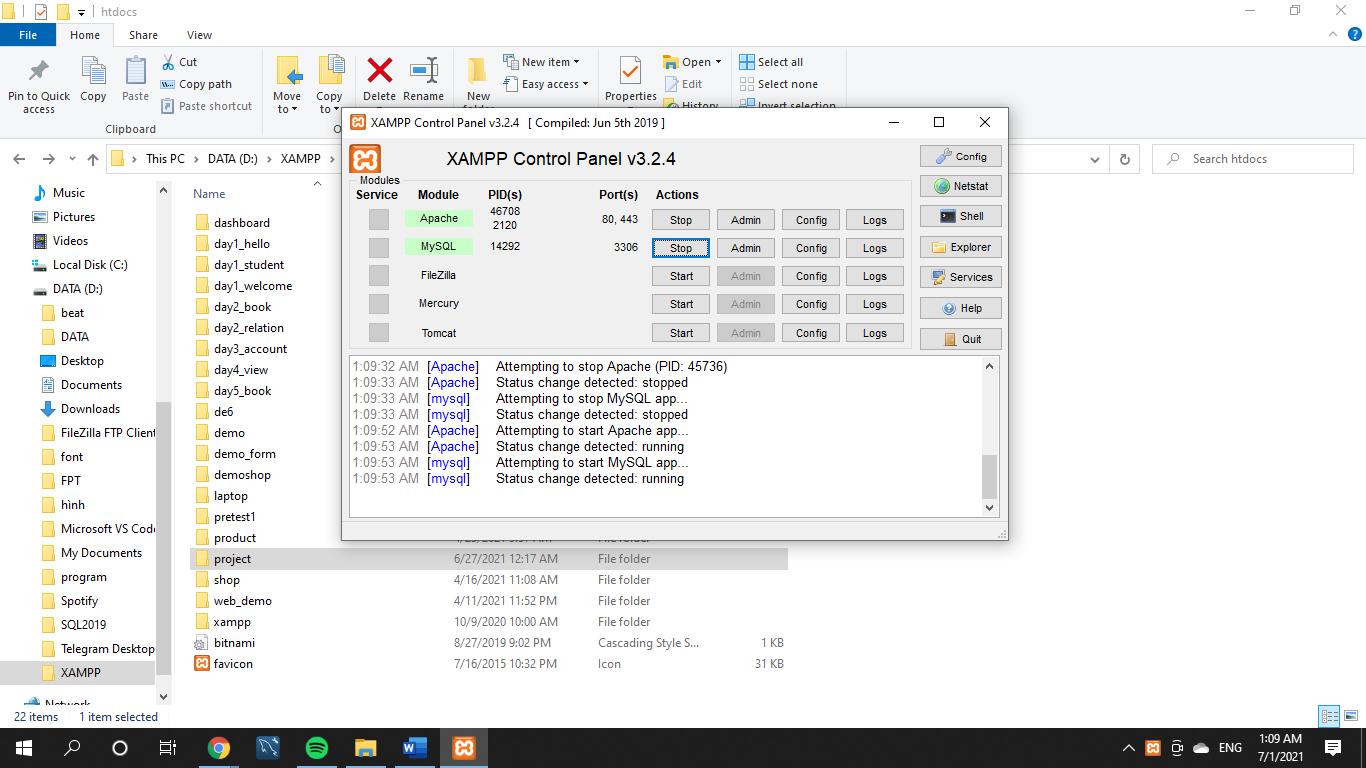 htdocs
File Home Share View
Pin to Quick access
Copy
Paste
Cut
Copy path
Paste shortcut
Clipboard
Move to
Copy to
Delete
Rename
New
New item
Easy access
Properties
Open
Edit
History
Select all
Select none
Invert selection
This PC DATA (D:) XAMPP
Search htdocs
Music
Pictures
Videos
Local Disk (C:)
DATA (D:)
beat
DATA
Desktop
Documents
Downloads
FileZilla FTP Client
font
FPT
hình
Microsoft VS Code
My Documents
program
Spotify
SQL2019
Telegram Desktop
XAMPP
Network
Name
dashboard
day1_hello
day1_student
day1_welcome
day2_book
day2_relation
day3_account
day4_view
day5_book
de6
demo
demo_form
demoshop
laptop
pretest1
product
project 6/27/2021 12:17 AM File folder
shop 4/16/2021 11:08 AM File folder
web_demo 4/11/2021 11:52 PM File folder
xampp 10/9/2020 10:00 AM File folder
bitnami 8/27/2019 9:02 PM Cascading Style S... 1 KB
favicon 7/16/2015 10:32 PM Icon 31 KB
XAMPP Control Panel v3.2.4 [ Compiled: Jun 5th 2019 ]
XAMPP Control Panel v3.2.4
Modules
Service Module PID(s) Port(s) Actions
Apache 46708 2120 80, 443 Stop Admin Config Logs
MySQL 14292 3306 Stop Admin Config Logs
FileZilla Start Admin Config Logs
Mercury Start Admin Config Logs
Tomcat Start Admin Config Logs
Config
Netstat
Shell
Explorer
Services
Help
Quit
1:09:32 AM [Apache] Attempting to stop Apache (PID: 45736)
1:09:33 AM [Apache] Status change detected: stopped
1:09:33 AM [mysql] Attempting to stop MySQL app...
1:09:33 AM [mysql] Status change detected: stopped
1:09:52 AM [Apache] Attempting to start Apache app...
1:09:53 AM [Apache] Status change detected: running
1:09:53 AM [mysql] Attempting to start MySQL app...
1:09:53 AM [mysql] Status change detected: running
22 items 1 item selected
ENG
1:09 AM
7/1/2021